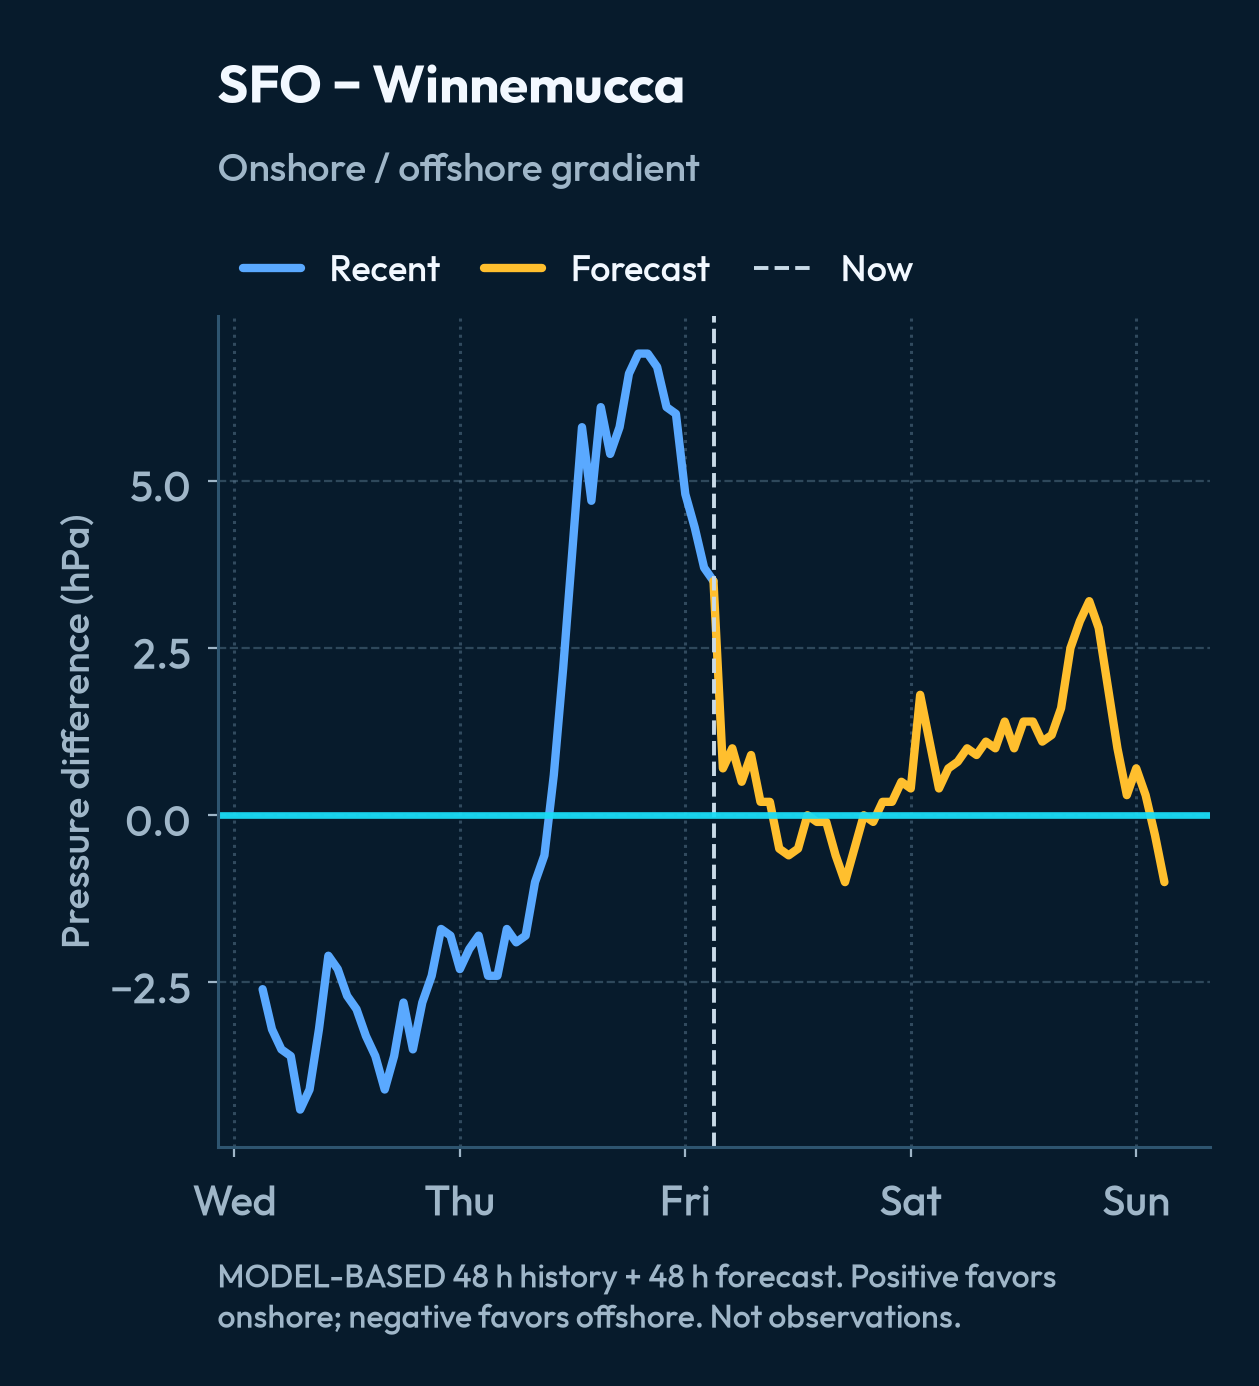 SFO – Winnemucca
Onshore / offshore gradient
Recent
Forecast
Now
Pressure difference (hPa)
5.0
2.5
0.0
−2.5
Wed
Thu
Fri
Sat
Sun
MODEL-BASED 48 h history + 48 h forecast. Positive favors
onshore; negative favors offshore. Not observations.